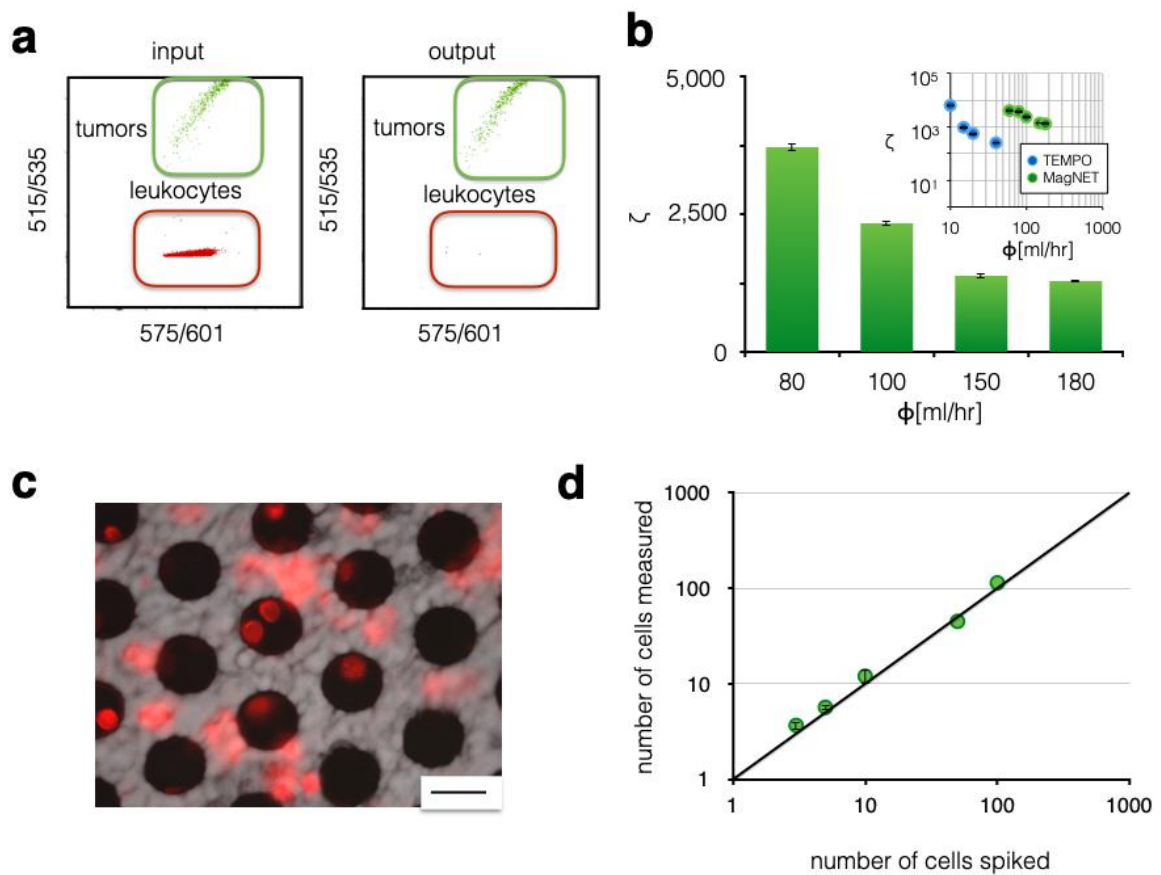 a
input
output
tumors
tumors
leukocytes
leukocytes
515/535
515/535
575/601
575/601
b
5,000
2,500
0
ζ
80 100 150 180
ϕ[ml/hr]
10⁵
10³
10¹
ζ
TEMPO
MagNET
10 100 1000
ϕ[ml/hr]
c
d
1000
100
10
1
number of cells measured
1 10 100 1000
number of cells spiked